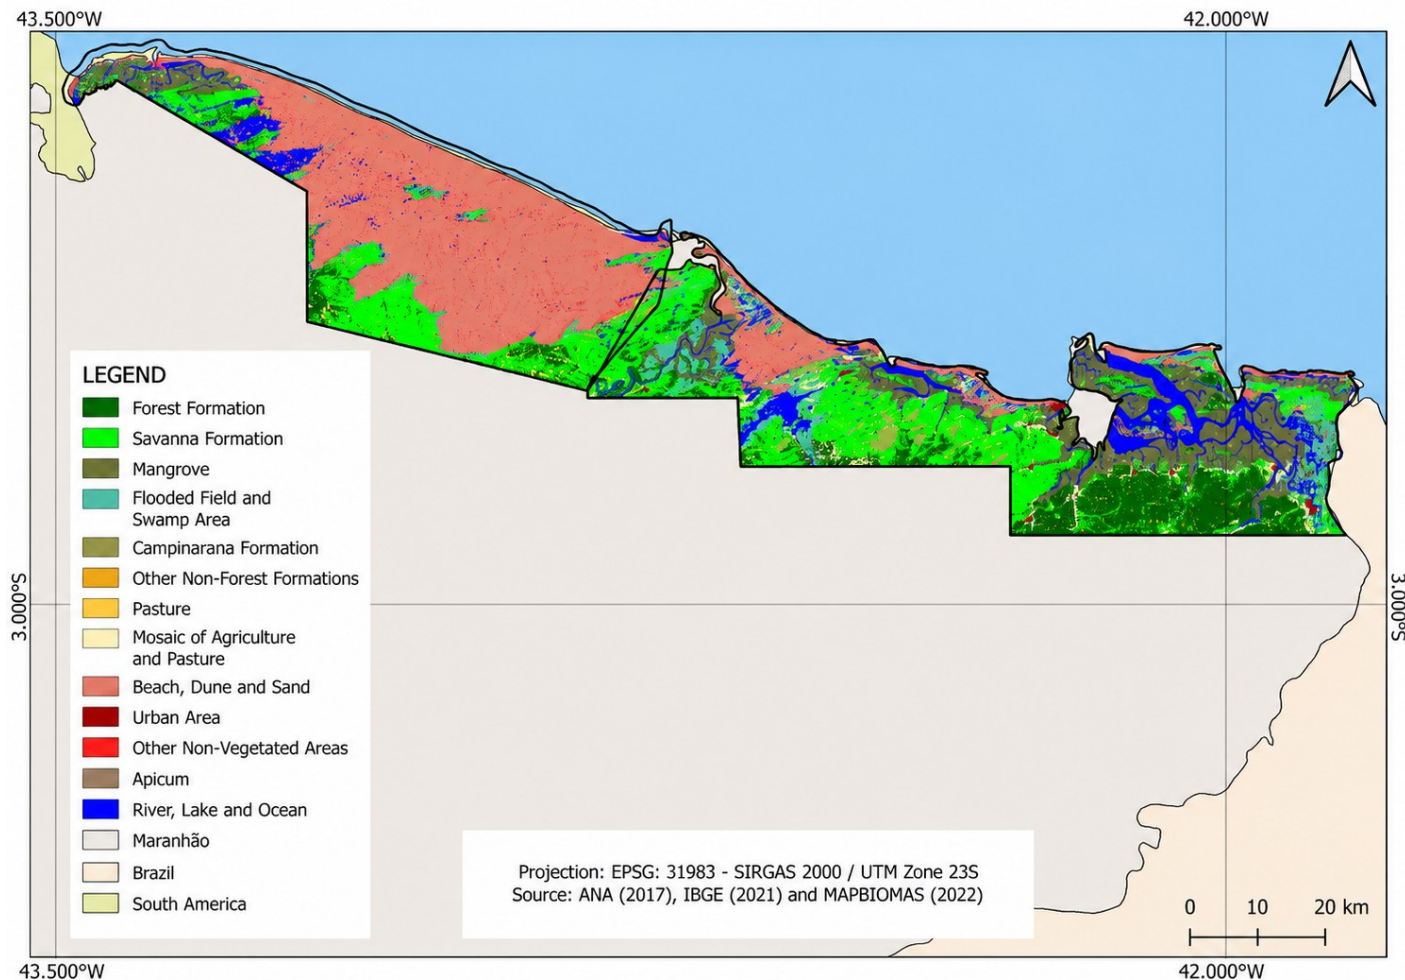 43.500°W
42.000°W
3.000°S
3.000°S
LEGEND
Forest Formation
Savanna Formation
Mangrove
Flooded Field and
Swamp Area
Campinarana Formation
Other Non-Forest Formations
Pasture
Mosaic of Agriculture
and Pasture
Beach, Dune and Sand
Urban Area
Other Non-Vegetated Areas
Apicum
River, Lake and Ocean
Maranhão
Brazil
South America
Projection: EPSG: 31983 - SIRGAS 2000 / UTM Zone 23S
Source: ANA (2017), IBGE (2021) and MAPBIOMAS (2022)
0 10 20 km
43.500°W
42.000°W